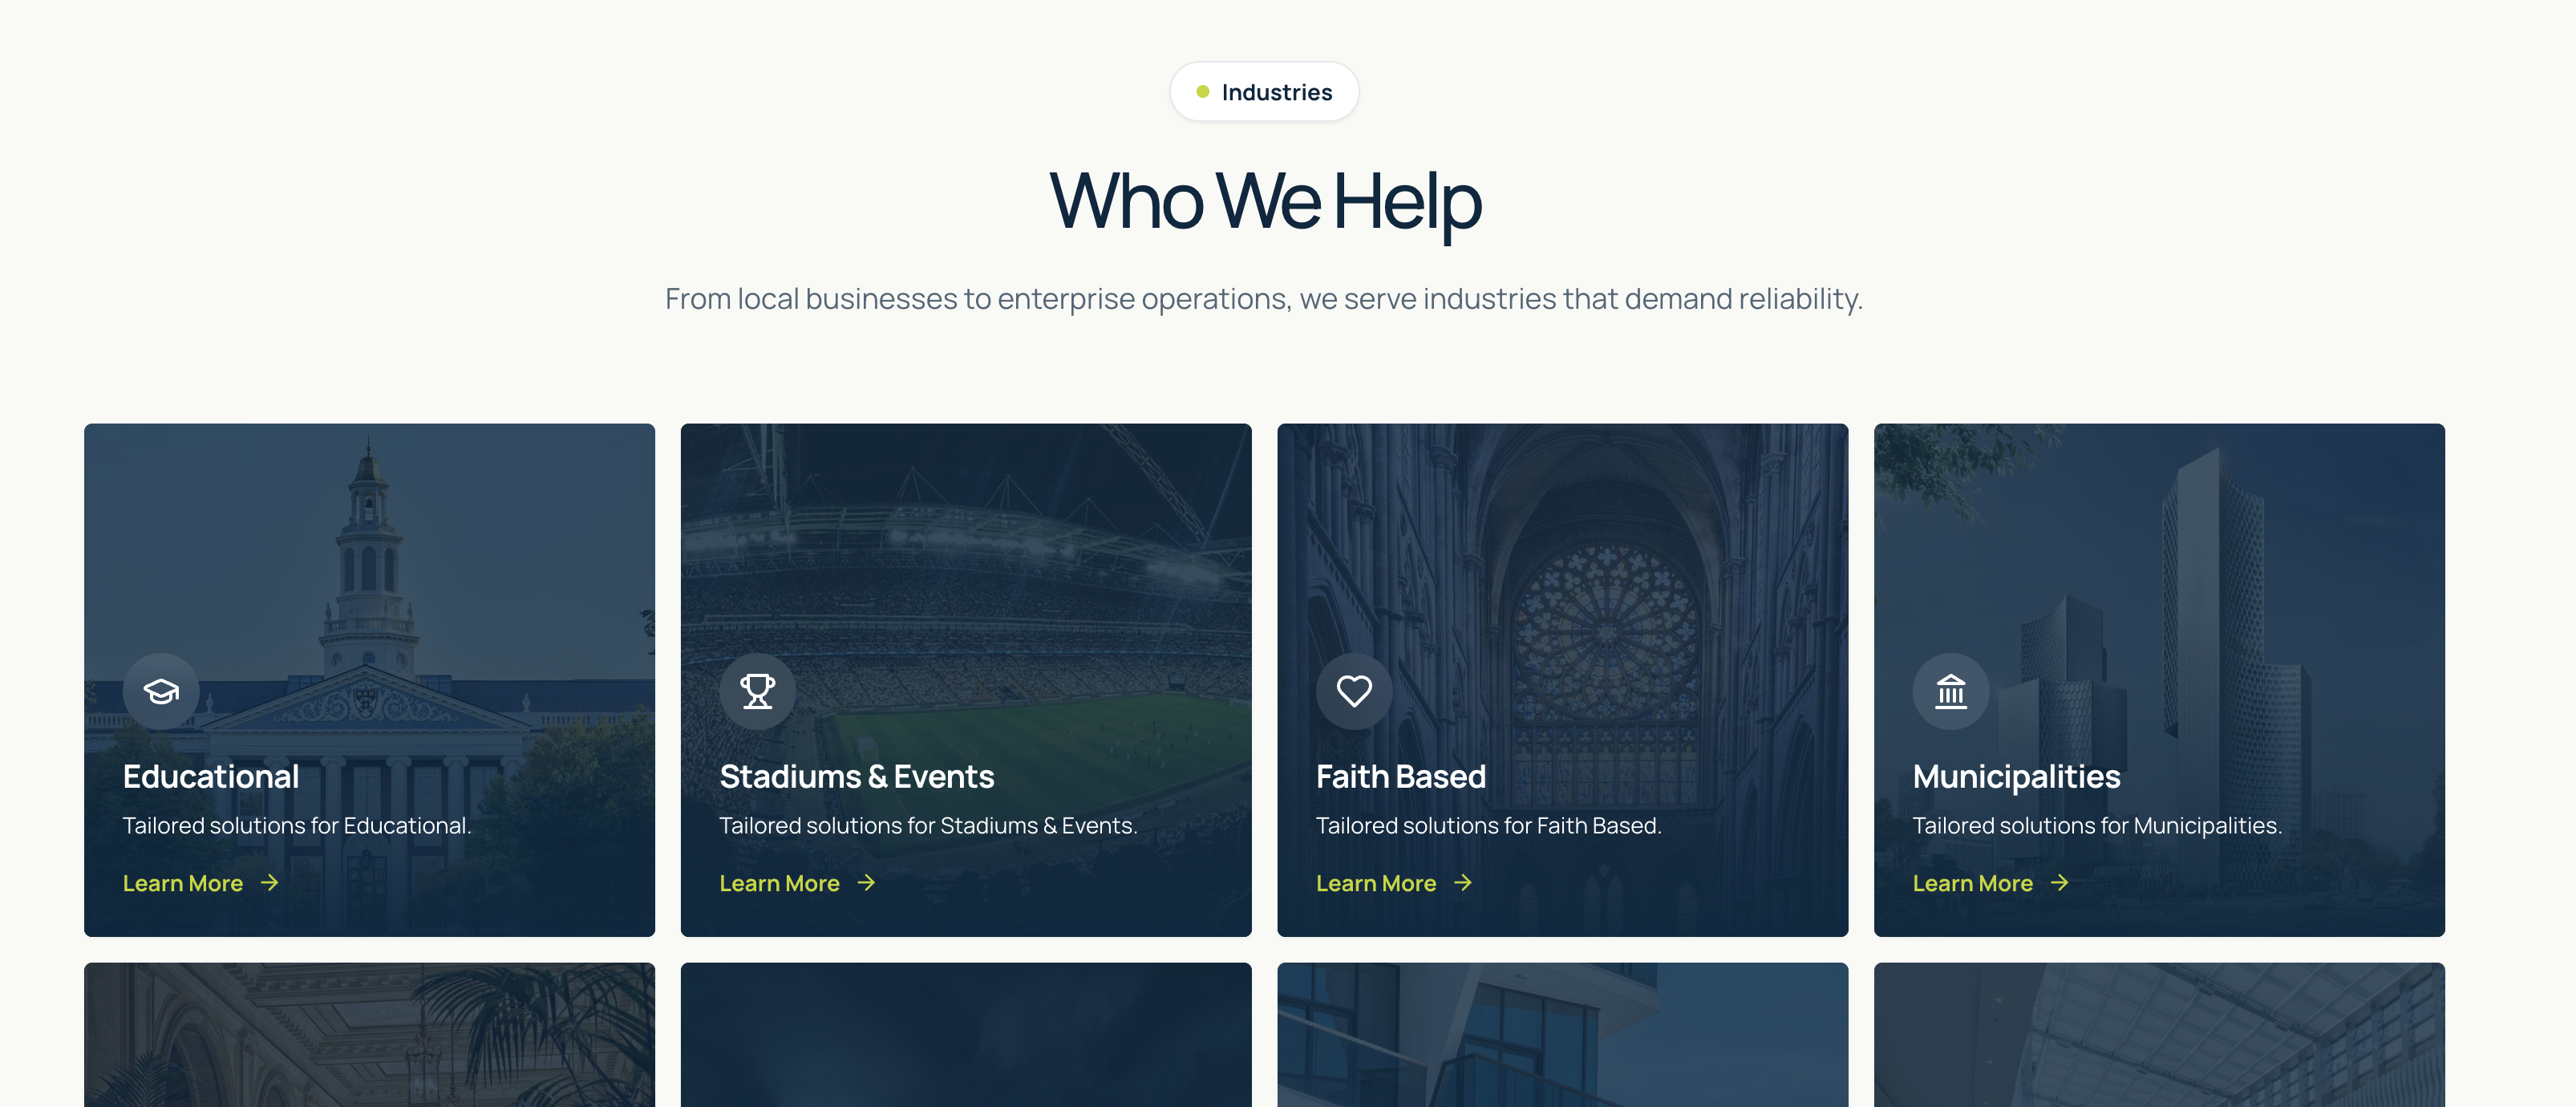 Industries
Who We Help
From local businesses to enterprise operations, we serve industries that demand reliability.
Educational
Tailored solutions for Educational.
Learn More
Stadiums & Events
Tailored solutions for Stadiums & Events.
Learn More
Faith Based
Tailored solutions for Faith Based.
Learn More
Municipalities
Tailored solutions for Municipalities.
Learn More